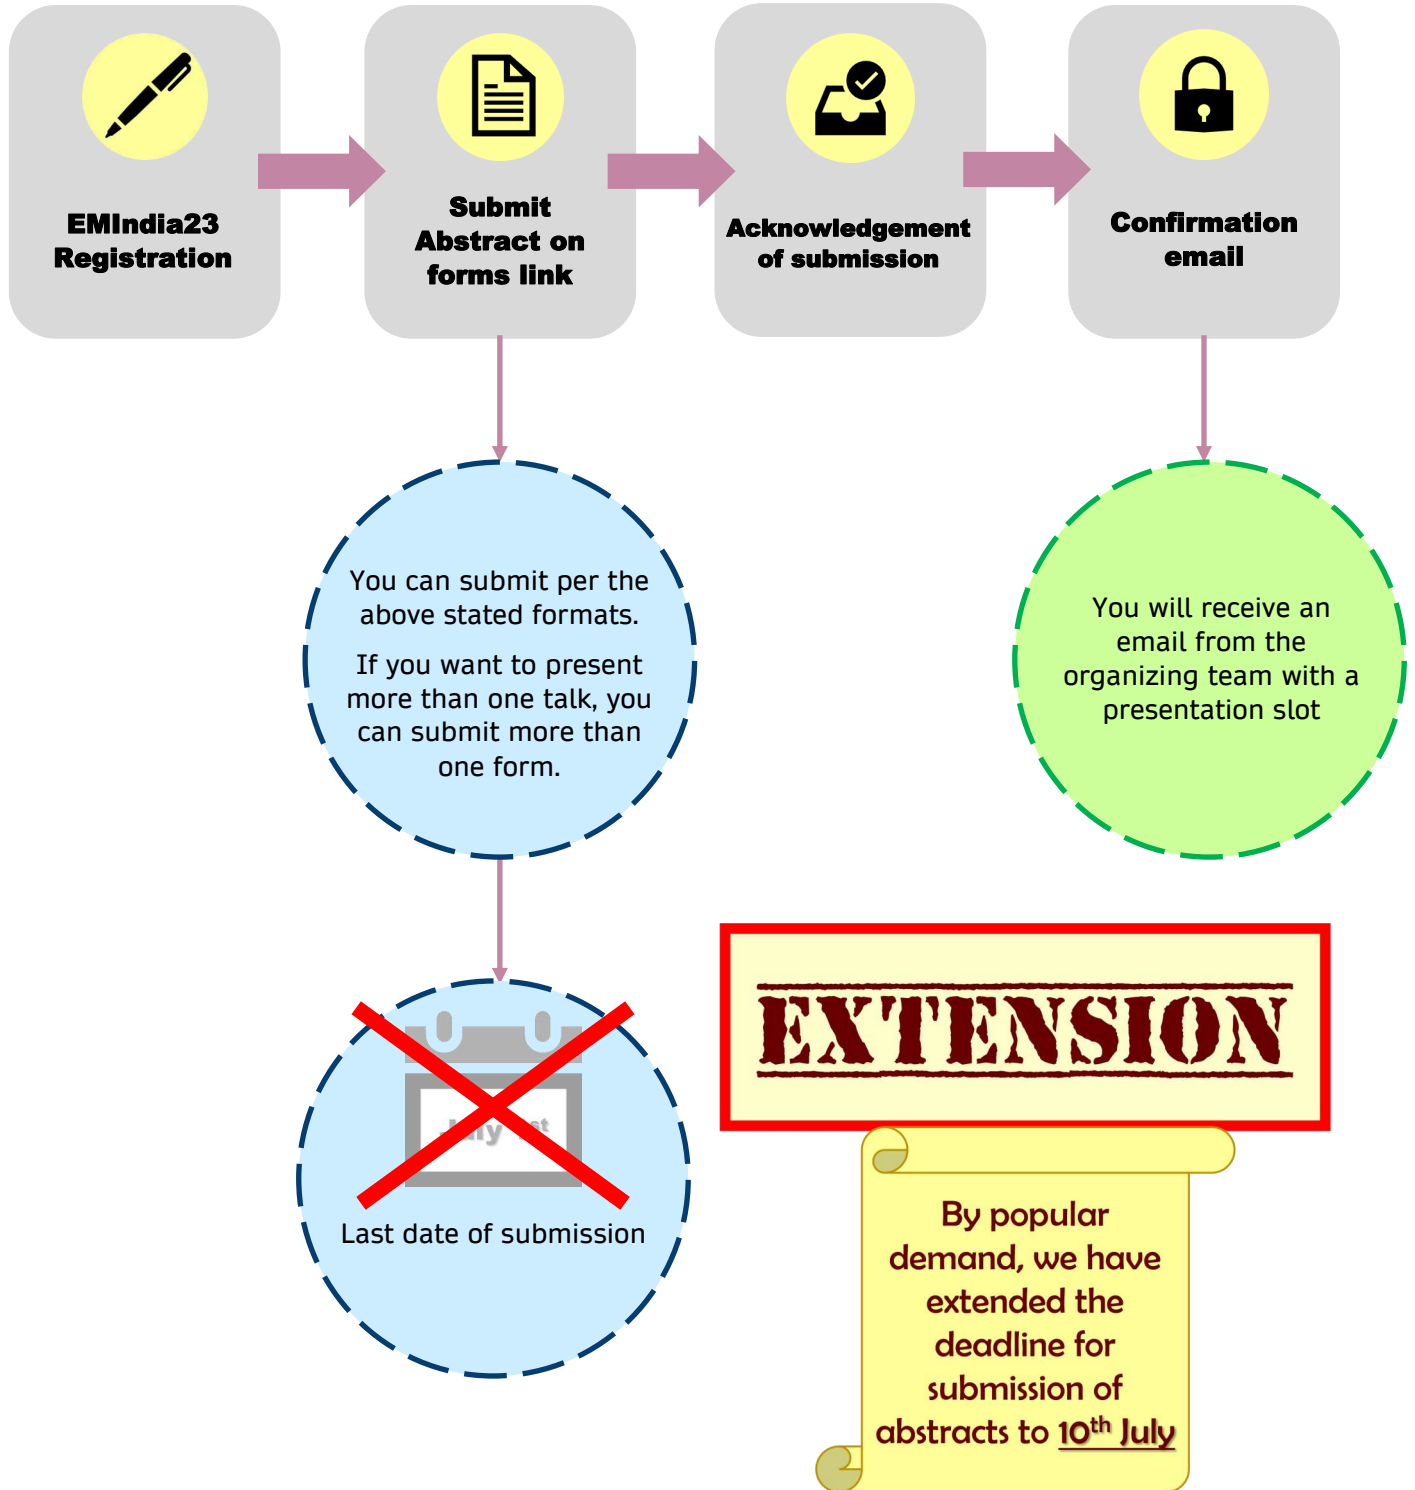 EMIndia23
Registration
Submit
Abstract on
forms link
Acknowledgement
of submission
Confirmation
email
You can submit per the
above stated formats.
If you want to present
more than one talk, you
can submit more than
one form.
You will receive an
email from the
organizing team with a
presentation slot
July 1st
Last date of submission
EXTENSION
By popular
demand, we have
extended the
deadline for
submission of
abstracts to 10th July